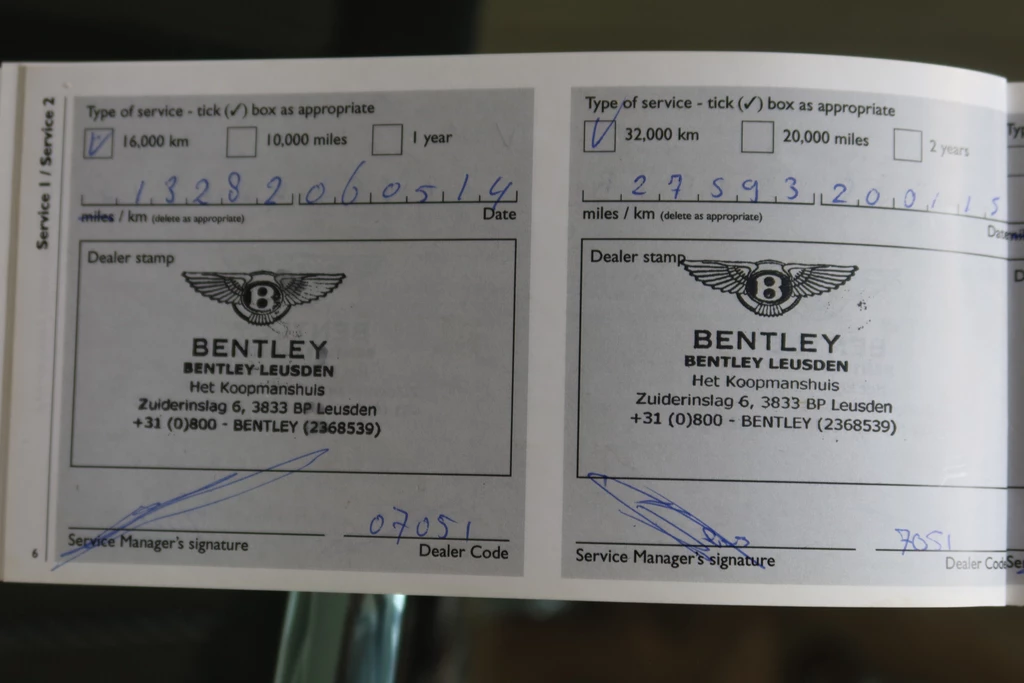 Service 1 / Service 2
Type of service - tick (✓) box as appropriate
✓ 16,000 km 10,000 miles 1 year
13282 060514
miles / km (delete as appropriate) Date
Dealer stamp
B
BENTLEY
BENTLEY LEUSDEN
Het Koopmanshuis
Zuiderinslag 6, 3833 BP Leusden
+31 (0)800 - BENTLEY (2368539)
07051
Service Manager's signature Dealer Code
6
Type of service - tick (✓) box as appropriate
✓ 32,000 km 20,000 miles 2 years
27593 200115
miles / km (delete as appropriate) Date
Dealer stamp
B
BENTLEY
BENTLEY LEUSDEN
Het Koopmanshuis
Zuiderinslag 6, 3833 BP Leusden
+31 (0)800 - BENTLEY (2368539)
7051
Service Manager's signature Dealer Code